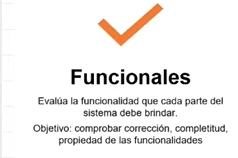 Funcionales
Evalúa la funcionalidad que cada parte del
sistema debe brindar.
Objetivo: comprobar corrección, completitud,
propiedad de las funcionalidades